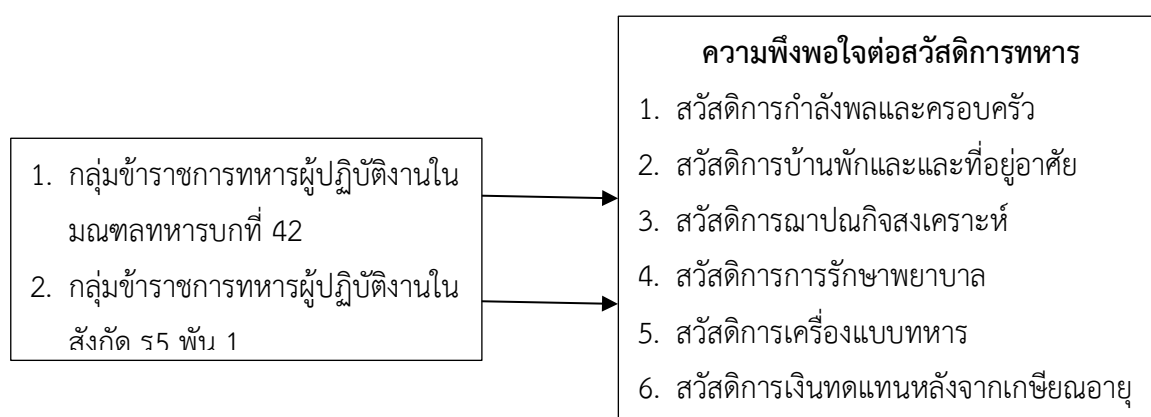 1. กลุ่มข้าราชการทหารผู้ปฏิบัติงานใน
มณฑลทหารบกที่ 42
2. กลุ่มข้าราชการทหารผู้ปฏิบัติงานใน
สังกัด ร5 พัน 1
ความพึงพอใจต่อสวัสดิการทหาร
1. สวัสดิการกำลังพลและครอบครัว
2. สวัสดิการบ้านพักและและที่อยู่อาศัย
3. สวัสดิการฌาปณกิจสงเคราะห์
4. สวัสดิการการรักษาพยาบาล
5. สวัสดิการเครื่องแบบทหาร
6. สวัสดิการเงินทดแทนหลังจากเกษียณอายุ